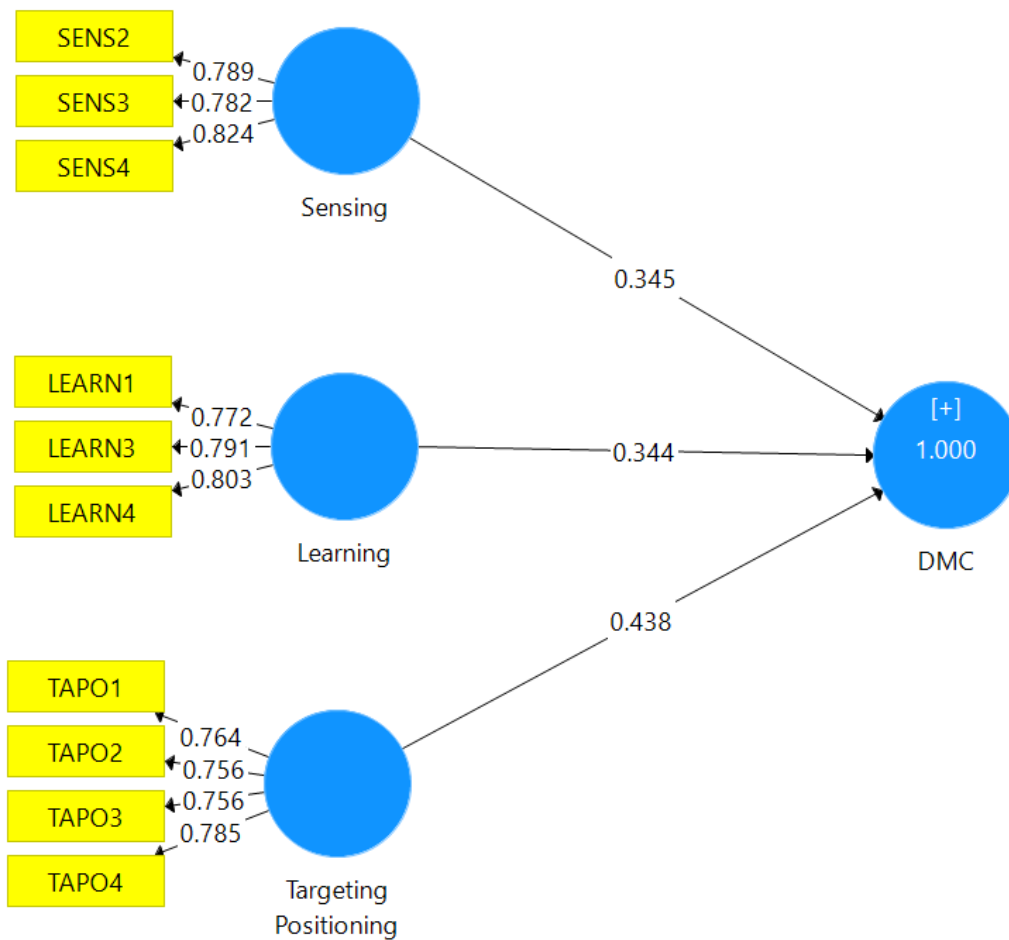 SENS2
0.789
SENS3
0.782
0.824
SENS4
Sensing
0.345
LEARN1
0.772
LEARN3
0.791
0.803
LEARN4
Learning
0.344
[+]
1.000
DMC
0.438
TAPO1
0.764
TAPO2
0.756
TAPO3
0.756
0.785
TAPO4
Targeting
Positioning